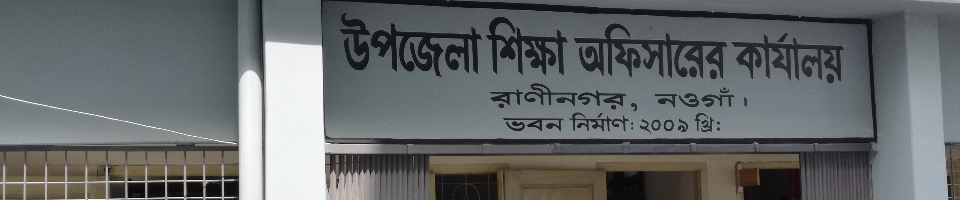 উপজেলা শিক্ষা অফিসারের কার্যালয়
রাণীনগর, নওগাঁ।
ভবন নির্মাণ: ২০০৯ খ্রি: